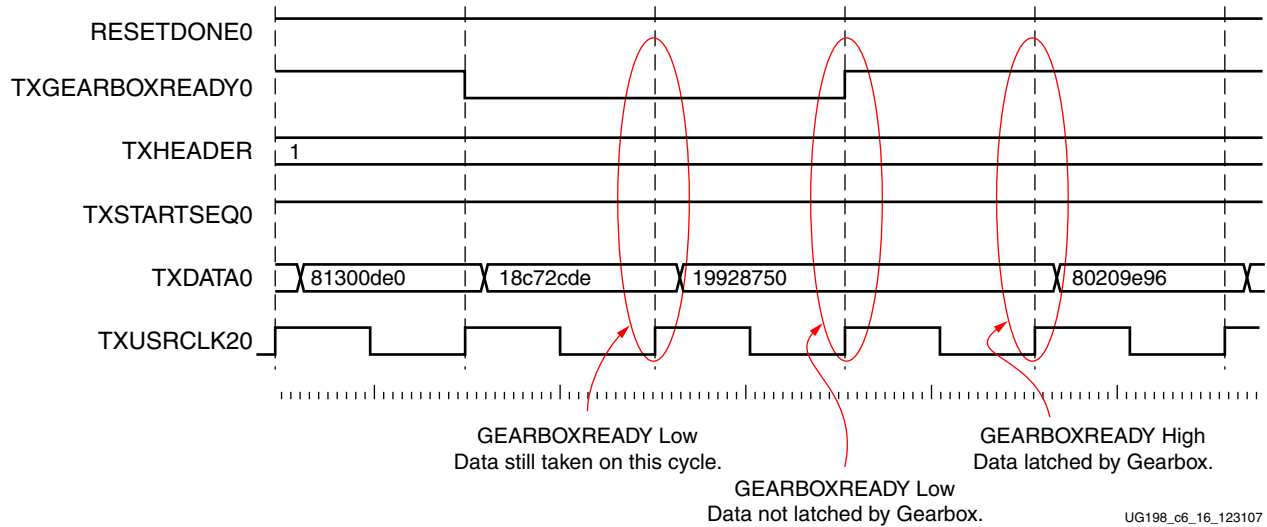 RESETDONE0
TXGEARBOXREADY0
TXHEADER
1
TXSTARTSEQ0
TXDATA0
81300de0
18c72cde
19928750
80209e96
TXUSRCLK20
GEARBOXREADY Low
Data still taken on this cycle.
GEARBOXREADY Low
Data not latched by Gearbox.
GEARBOXREADY High
Data latched by Gearbox.
UG198_c6_16_123107